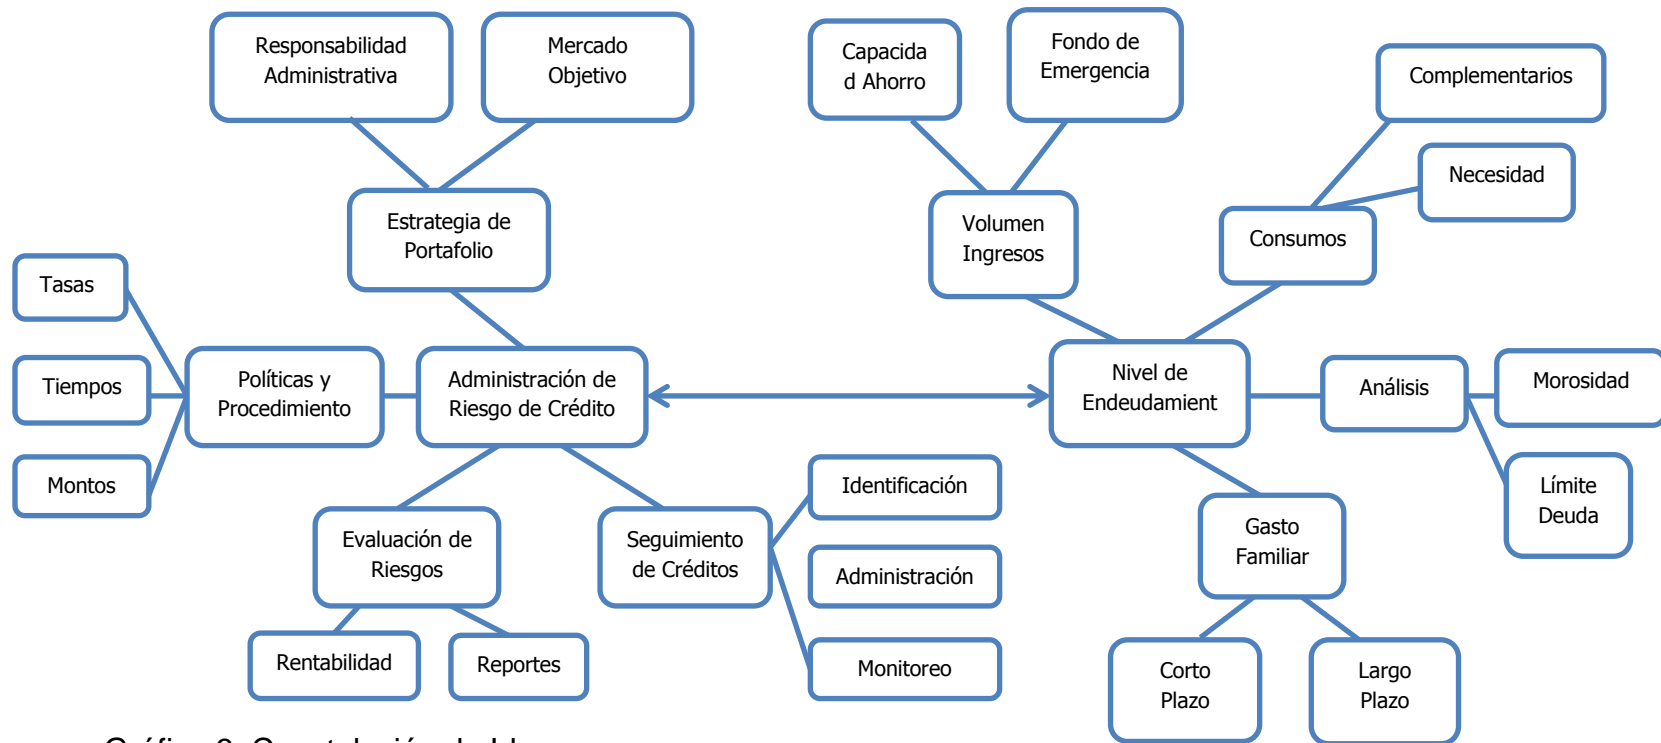 Responsabilidad
Administrativa
Mercado
Objetivo
Capacida
d Ahorro
Fondo de
Emergencia
Complementarios
Necesidad
Estrategia de
Portafolio
Volumen
Ingresos
Consumos
Tasas
Tiempos
Montos
Políticas y
Procedimiento
Administración de
Riesgo de Crédito
Nivel de
Endeudamient
Análisis
Morosidad
Límite
Deuda
Evaluación de
Riesgos
Seguimiento
de Créditos
Identificación
Administración
Monitoreo
Gasto
Familiar
Rentabilidad
Reportes
Corto
Plazo
Largo
Plazo